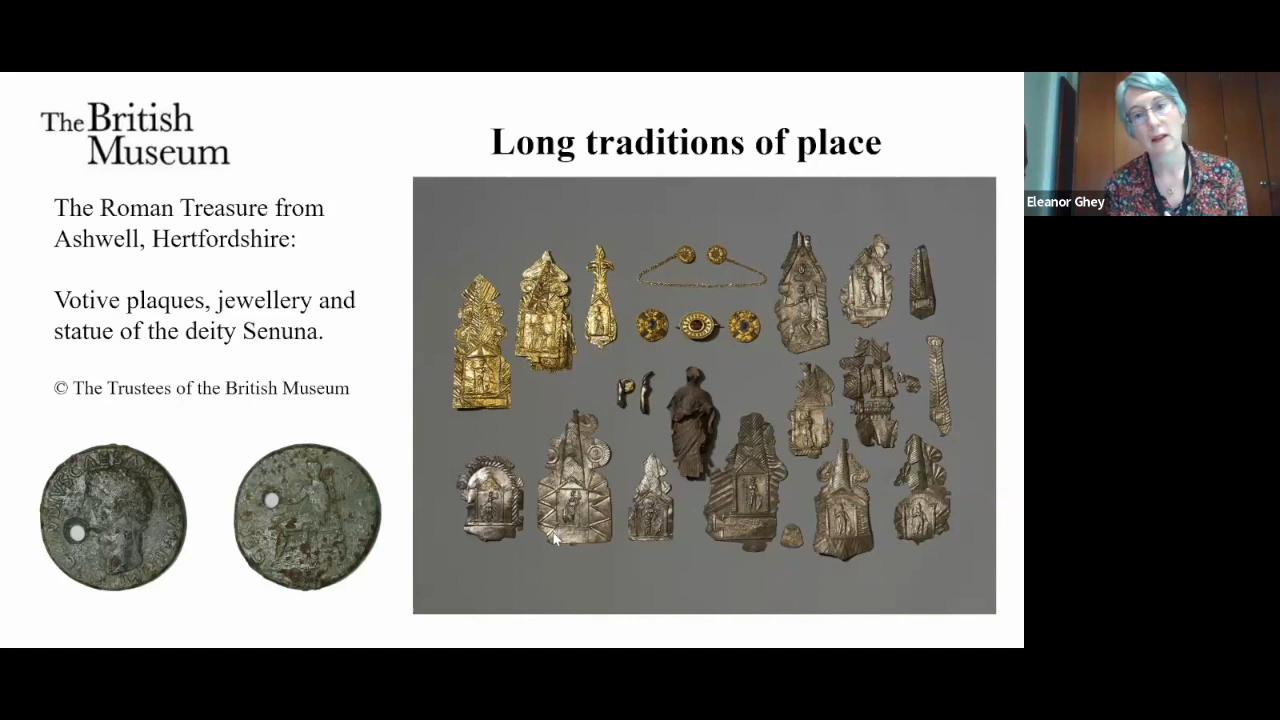 The British
Museum
Long traditions of place
The Roman Treasure from
Ashwell, Hertfordshire:
Votive plaques, jewellery and
statue of the deity Senuna.
© The Trustees of the British Museum
Eleanor Ghey